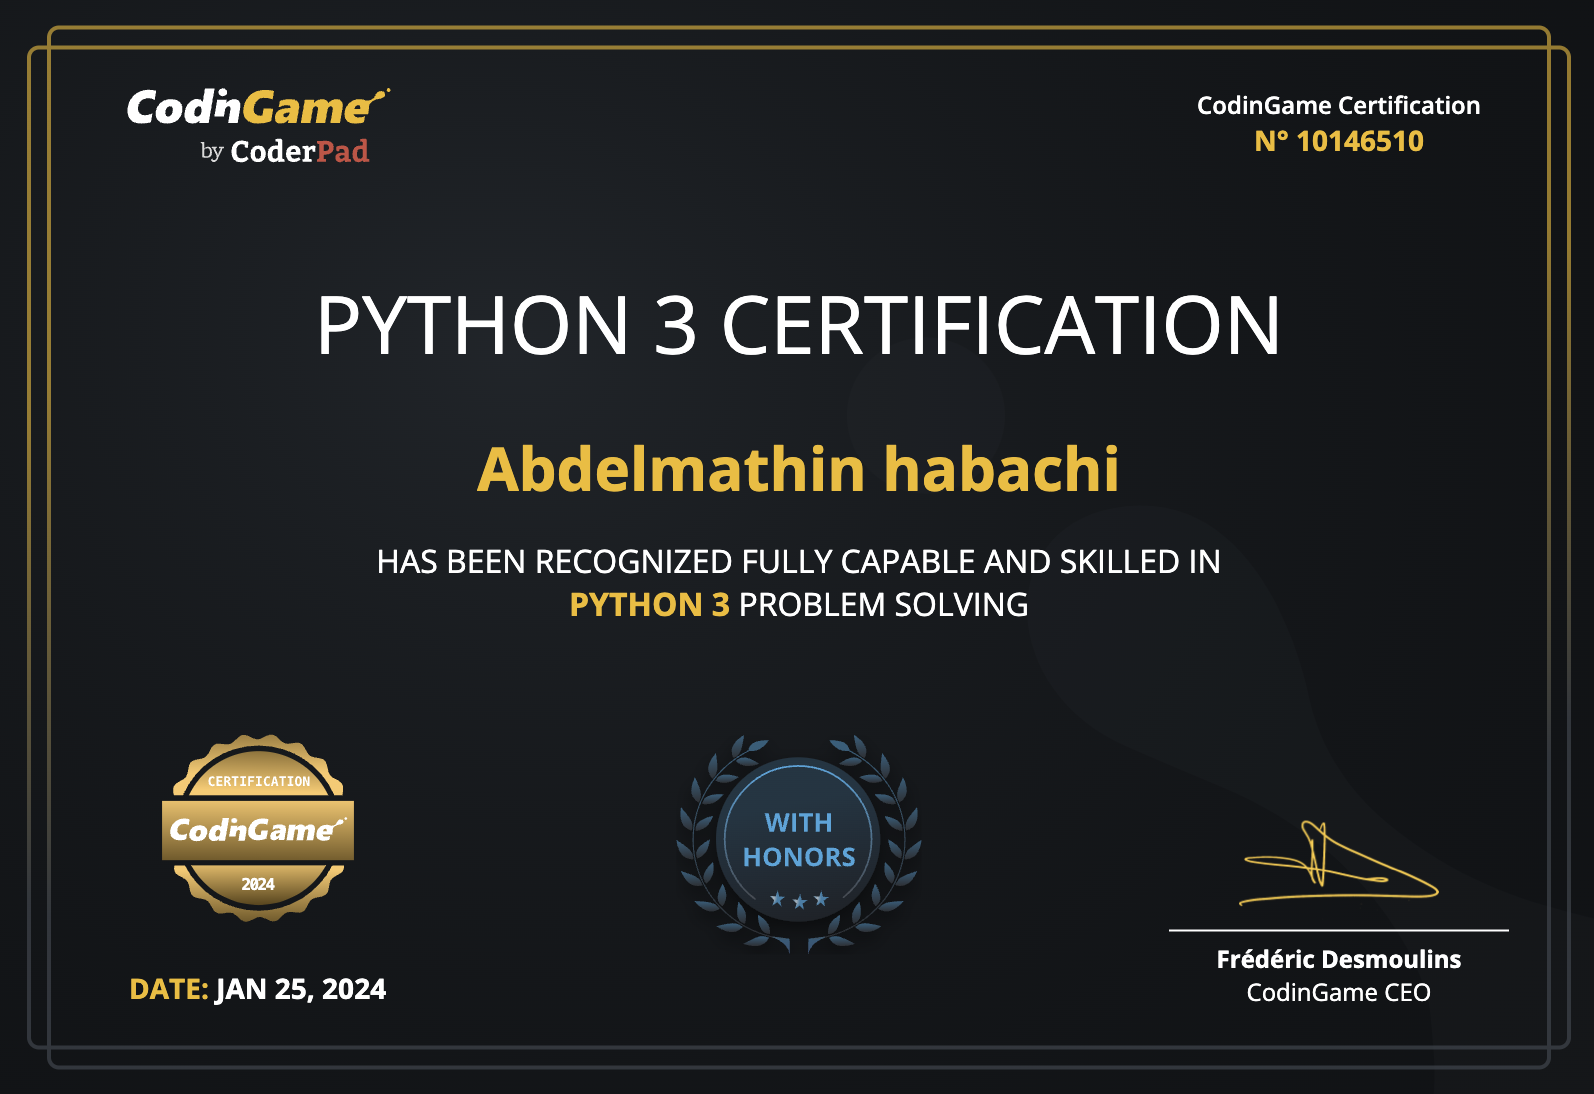 CodinGame
by CoderPad
CodinGame Certification
N° 10146510
PYTHON 3 CERTIFICATION
Abdelmathin habachi
HAS BEEN RECOGNIZED FULLY CAPABLE AND SKILLED IN
PYTHON 3 PROBLEM SOLVING
CERTIFICATION
CodinGame
2024
DATE: JAN 25, 2024
WITH
HONORS
Frédéric Desmoulins
CodinGame CEO